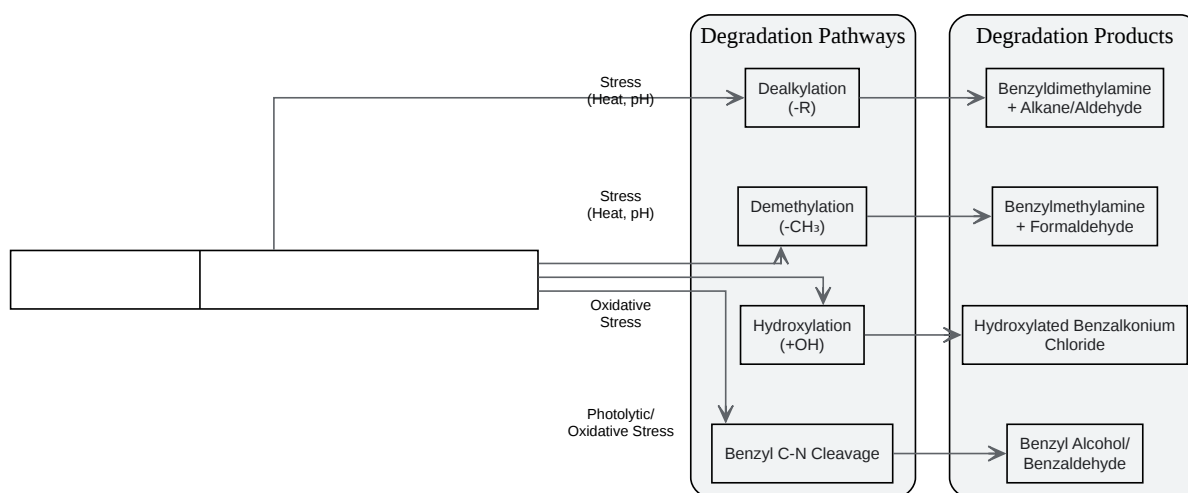 Degradation Pathways
Degradation Products
Stress
(Heat, pH)
Dealkylation
(-R)
Benzyldimethylamine
+ Alkane/Aldehyde
Stress
(Heat, pH)
Demethylation
(-CH₃)
Benzylmethylamine
+ Formaldehyde
Oxidative
Stress
Hydroxylation
(+OH)
Hydroxylated Benzalkonium
Chloride
Photolytic/
Oxidative Stress
Benzyl C-N Cleavage
Benzyl Alcohol/
Benzaldehyde